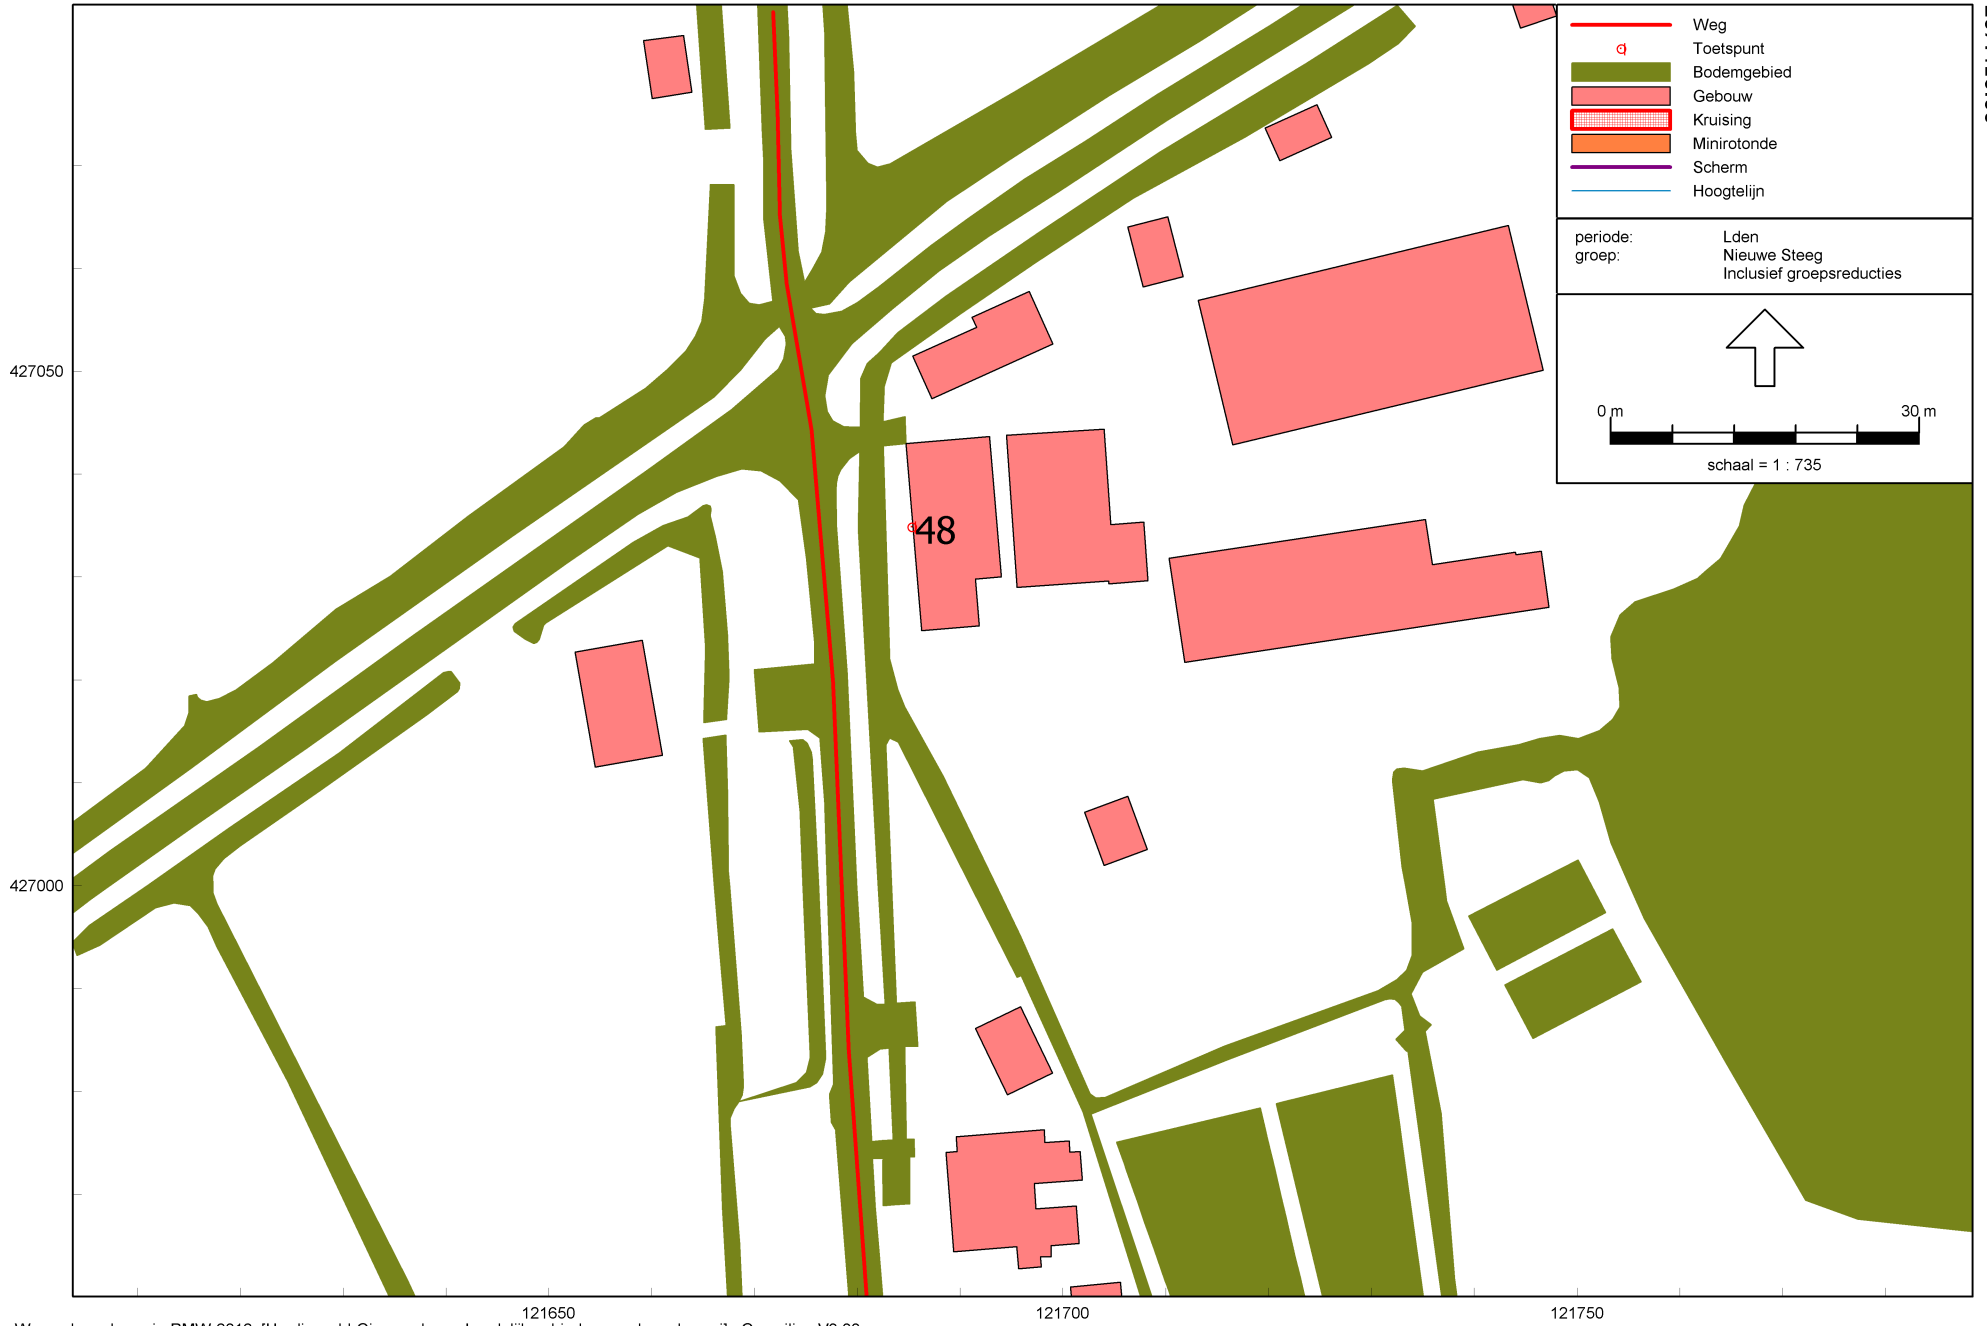 Weg
Toetspunt
Bodemgebied
Gebouw
Kruising
Minirotonde
Scherm
Hoogtelijn
periode: Lden
groep: Nieuwe Steeg
Inclusief groepsreducties
0 m 30 m
schaal = 1 : 735
427050
48
427000
121650 121700 121750